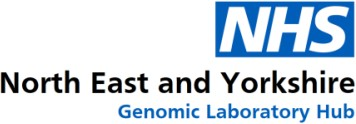 NHS
North East and Yorkshire
Genomic Laboratory Hub